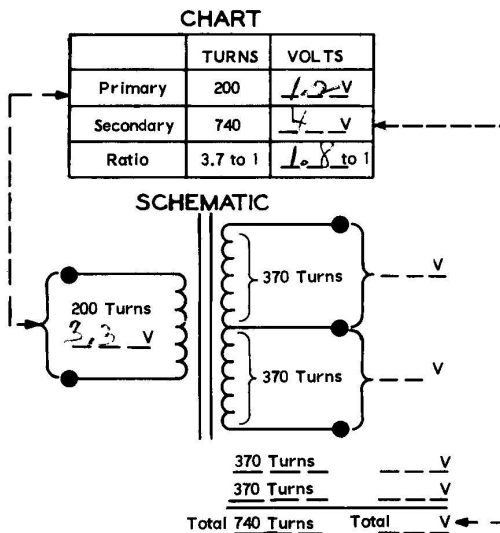 CHART
TURNS VOLTS
Primary 200 1.2 V
Secondary 740 4 V
Ratio 3.7 to 1 1.8 to 1
SCHEMATIC
370 Turns V
200 Turns
3.3 V
370 Turns V
370 Turns V
370 Turns V
Total 740 Turns Total V